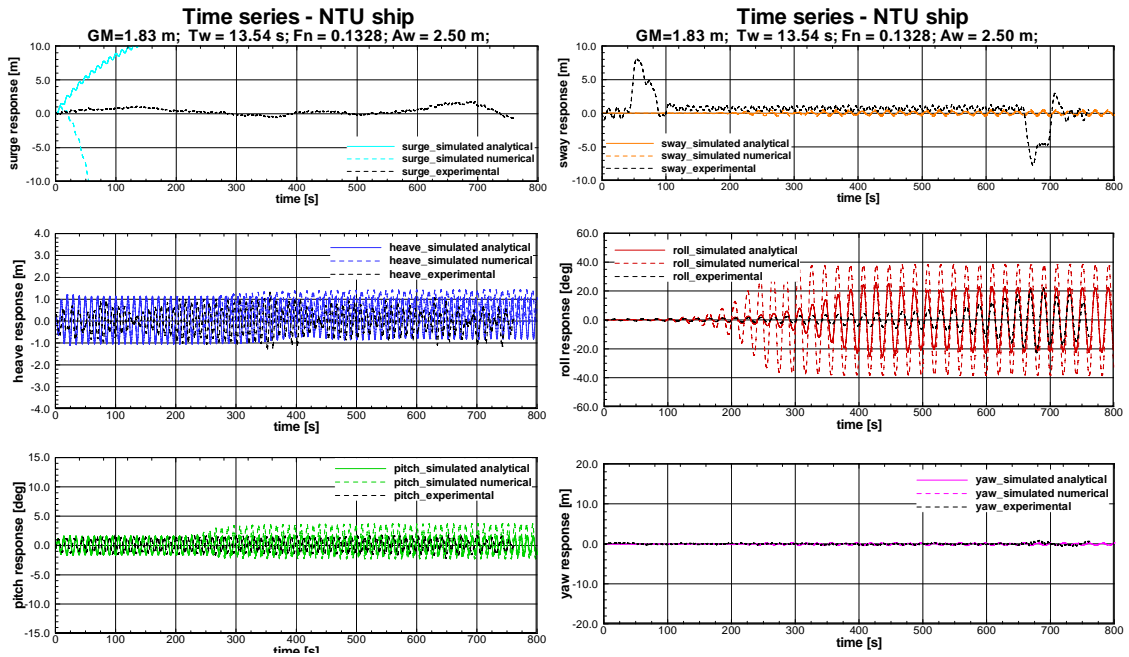 Time series - NTU ship
GM=1.83 m; Tw = 13.54 s; Fn = 0.1328; Aw = 2.50 m;
surge response [m]
10.0
5.0
0.0
-5.0
-10.0
surge_simulated analytical
surge_simulated numerical
surge_experimental
0 100 200 300 400 500 600 700 800
time [s]
Time series - NTU ship
GM=1.83 m; Tw = 13.54 s; Fn = 0.1328; Aw = 2.50 m;
sway response [m]
10.0
5.0
0.0
-5.0
-10.0
sway_simulated analytical
sway_simulated numerical
sway_experimental
0 100 200 300 400 500 600 700 800
time [s]
heave response [m]
4.0
3.0
2.0
1.0
0.0
-1.0
-2.0
-3.0
-4.0
heave_simulated analytical
heave_simulated numerical
heave_experimental
0 100 200 300 400 500 600 700 800
time [s]
roll response [deg]
60.0
40.0
20.0
0.0
-20.0
-40.0
-60.0
roll_simulated analytical
roll_simulated numerical
roll_experimental
0 100 200 300 400 500 600 700 800
time [s]
pitch response [deg]
15.0
10.0
5.0
0.0
-5.0
-10.0
-15.0
pitch_simulated analytical
pitch_simulated numerical
pitch_experimental
0 100 200 300 400 500 600 700 800
time [s]
yaw response [m]
20.0
10.0
0.0
-10.0
-20.0
yaw_simulated analytical
yaw_simulated numerical
yaw_experimental
0 100 200 300 400 500 600 700 800
time [s]